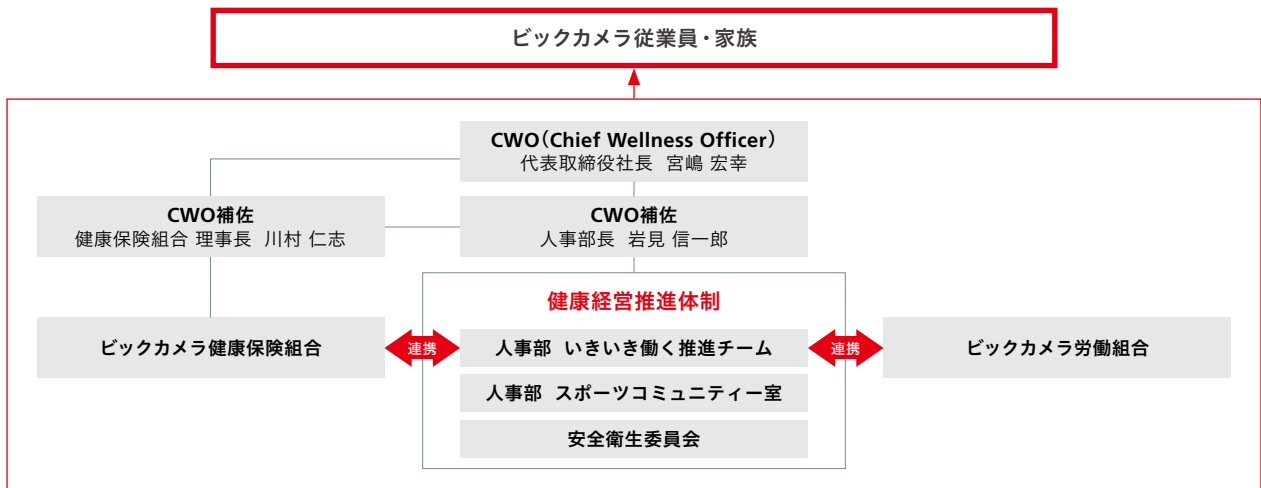 ビックカメラ従業員・家族
CWO（Chief Wellness Officer）
代表取締役社長 宮嶋 宏幸
CWO補佐
健康保険組合 理事長 川村 仁志
CWO補佐
人事部長 岩見 信一郎
健康経営推進体制
ビックカメラ健康保険組合
連携
人事部 いきいき働く推進チーム
連携
ビックカメラ労働組合
人事部 スポーツコミュニティー室
安全衛生委員会